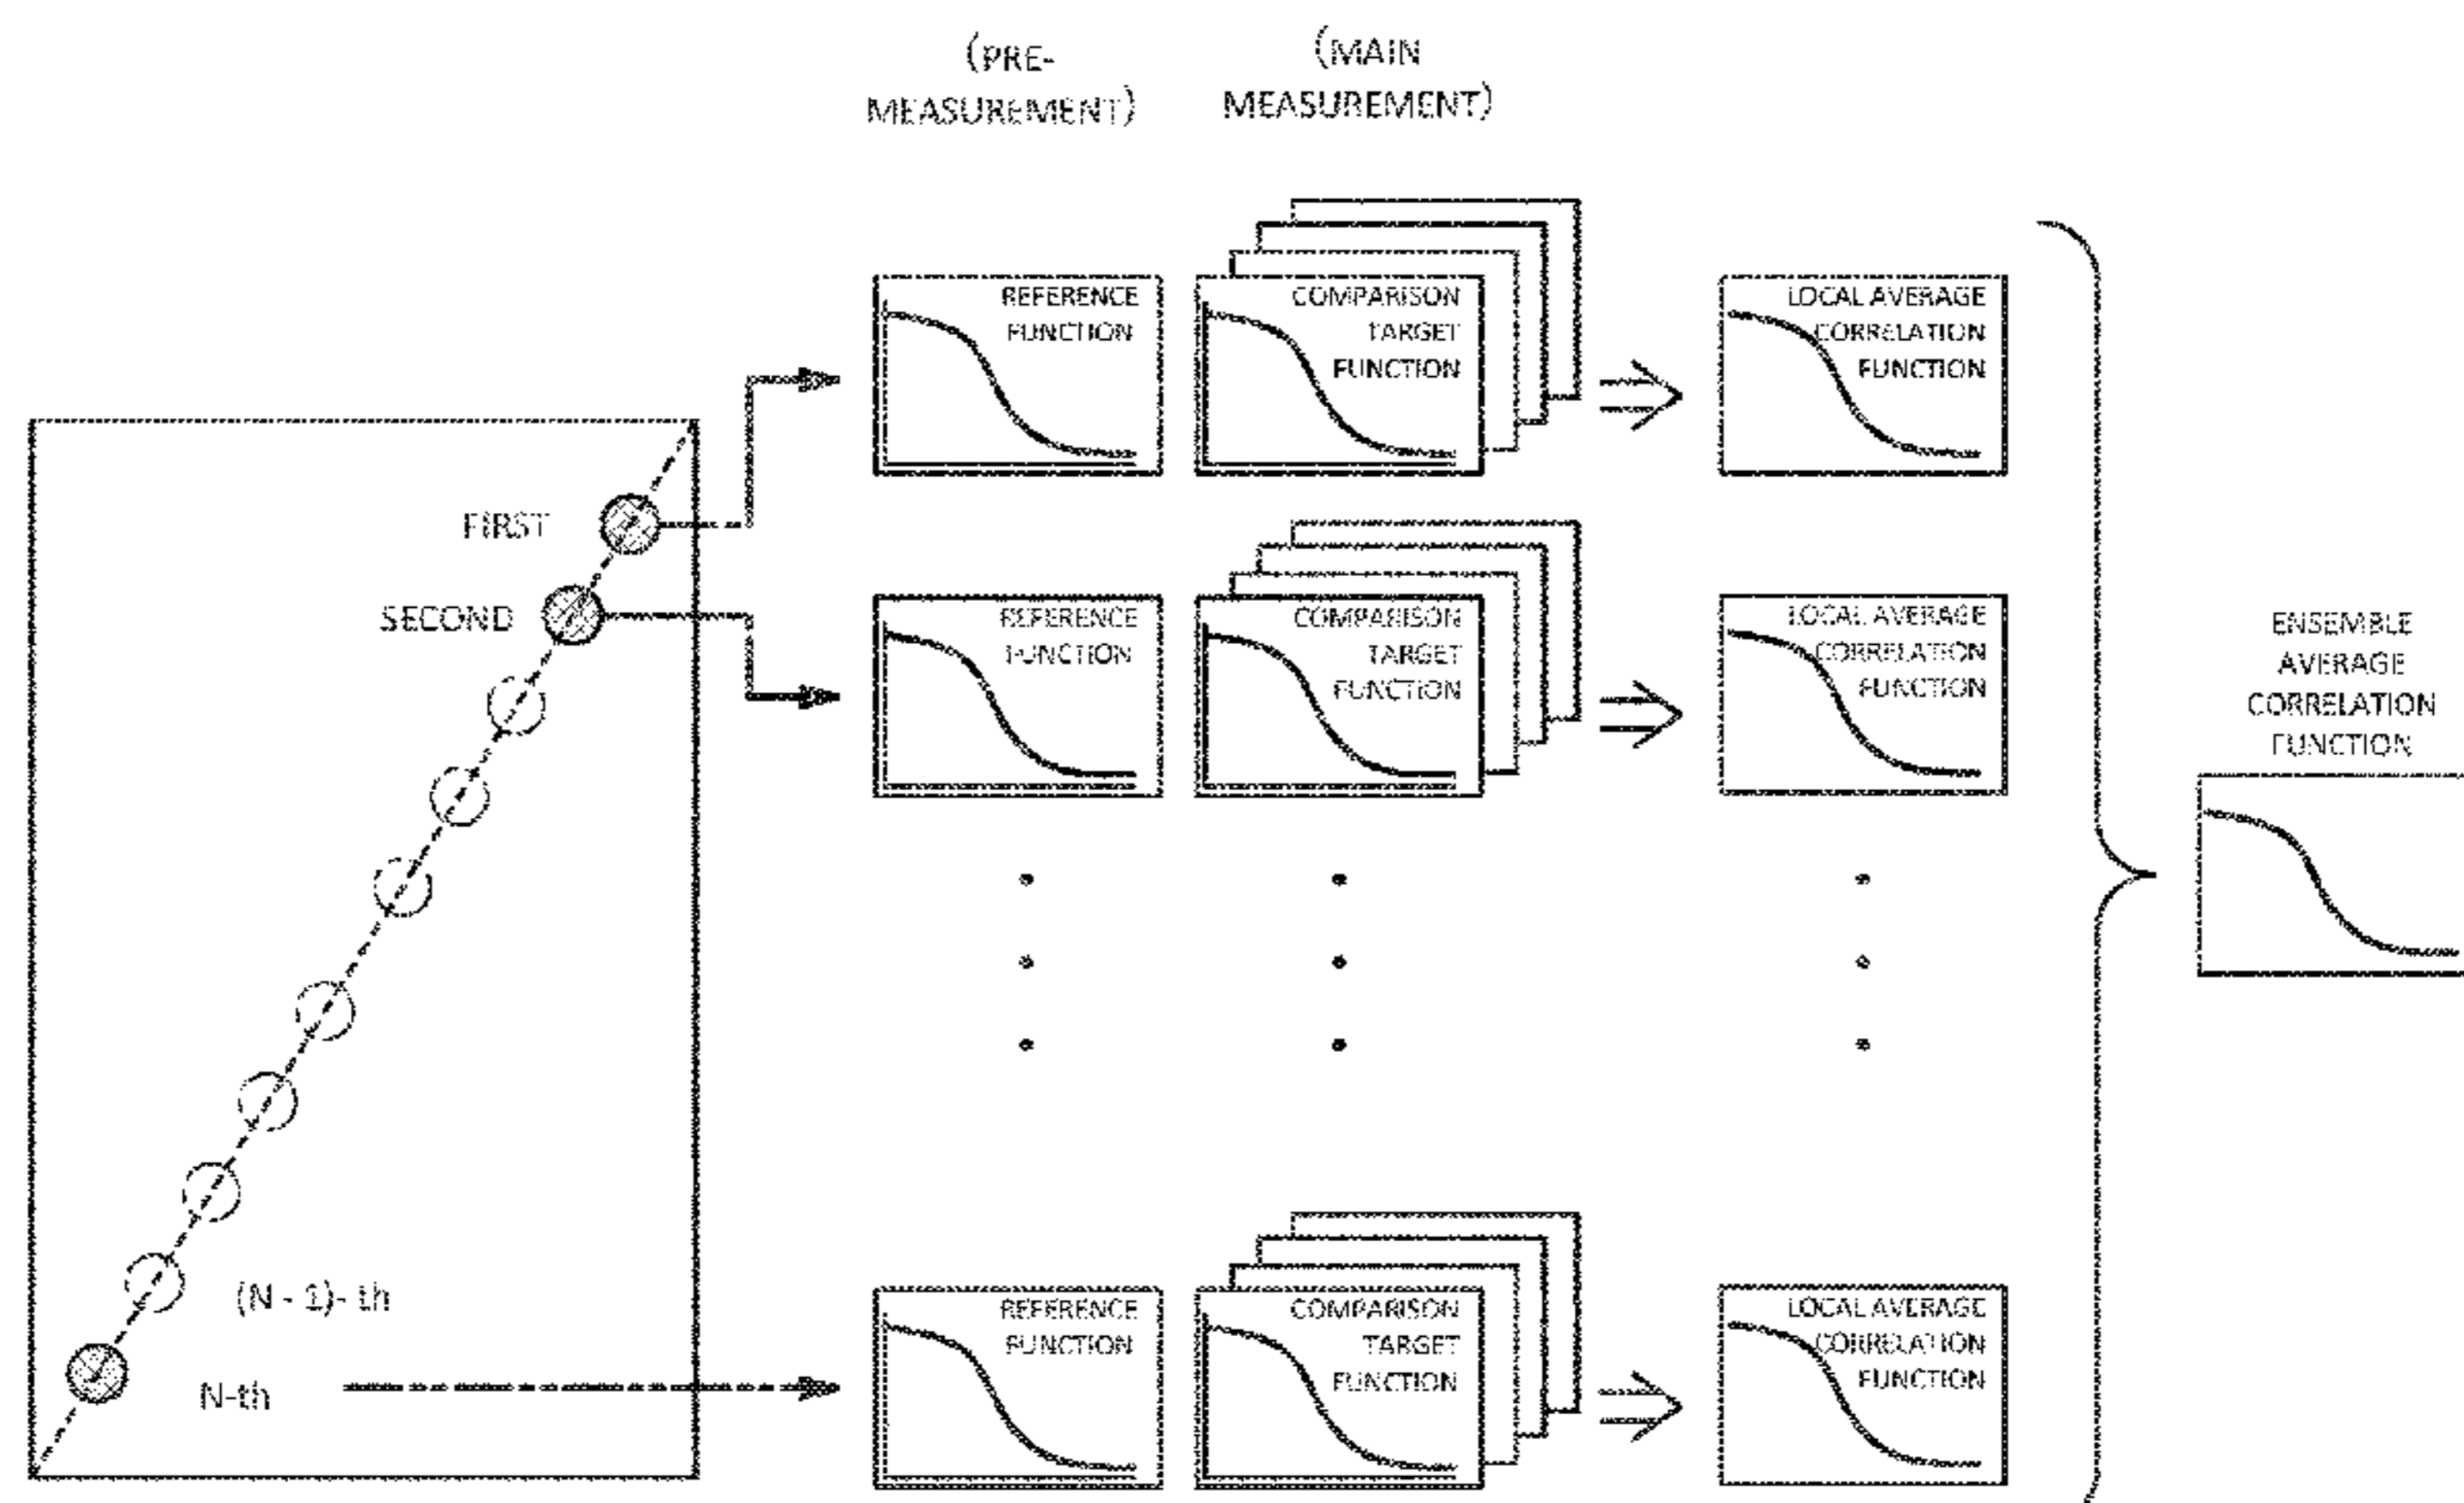 (PRE-
MEASUREMENT)
(MAIN
MEASUREMENT)
REFERENCE
FUNCTION
COMPARISON
TARGET
FUNCTION
LOCAL AVERAGE
CORRELATION
FUNCTION
FIRST
SECOND
REFERENCE
FUNCTION
COMPARISON
TARGET
FUNCTION
LOCAL AVERAGE
CORRELATION
FUNCTION
ENSEMBLE
AVERAGE
CORRELATION
FUNCTION
(N - 1)- th
N-th
REFERENCE
FUNCTION
COMPARISON
TARGET
FUNCTION
LOCAL AVERAGE
CORRELATION
FUNCTION